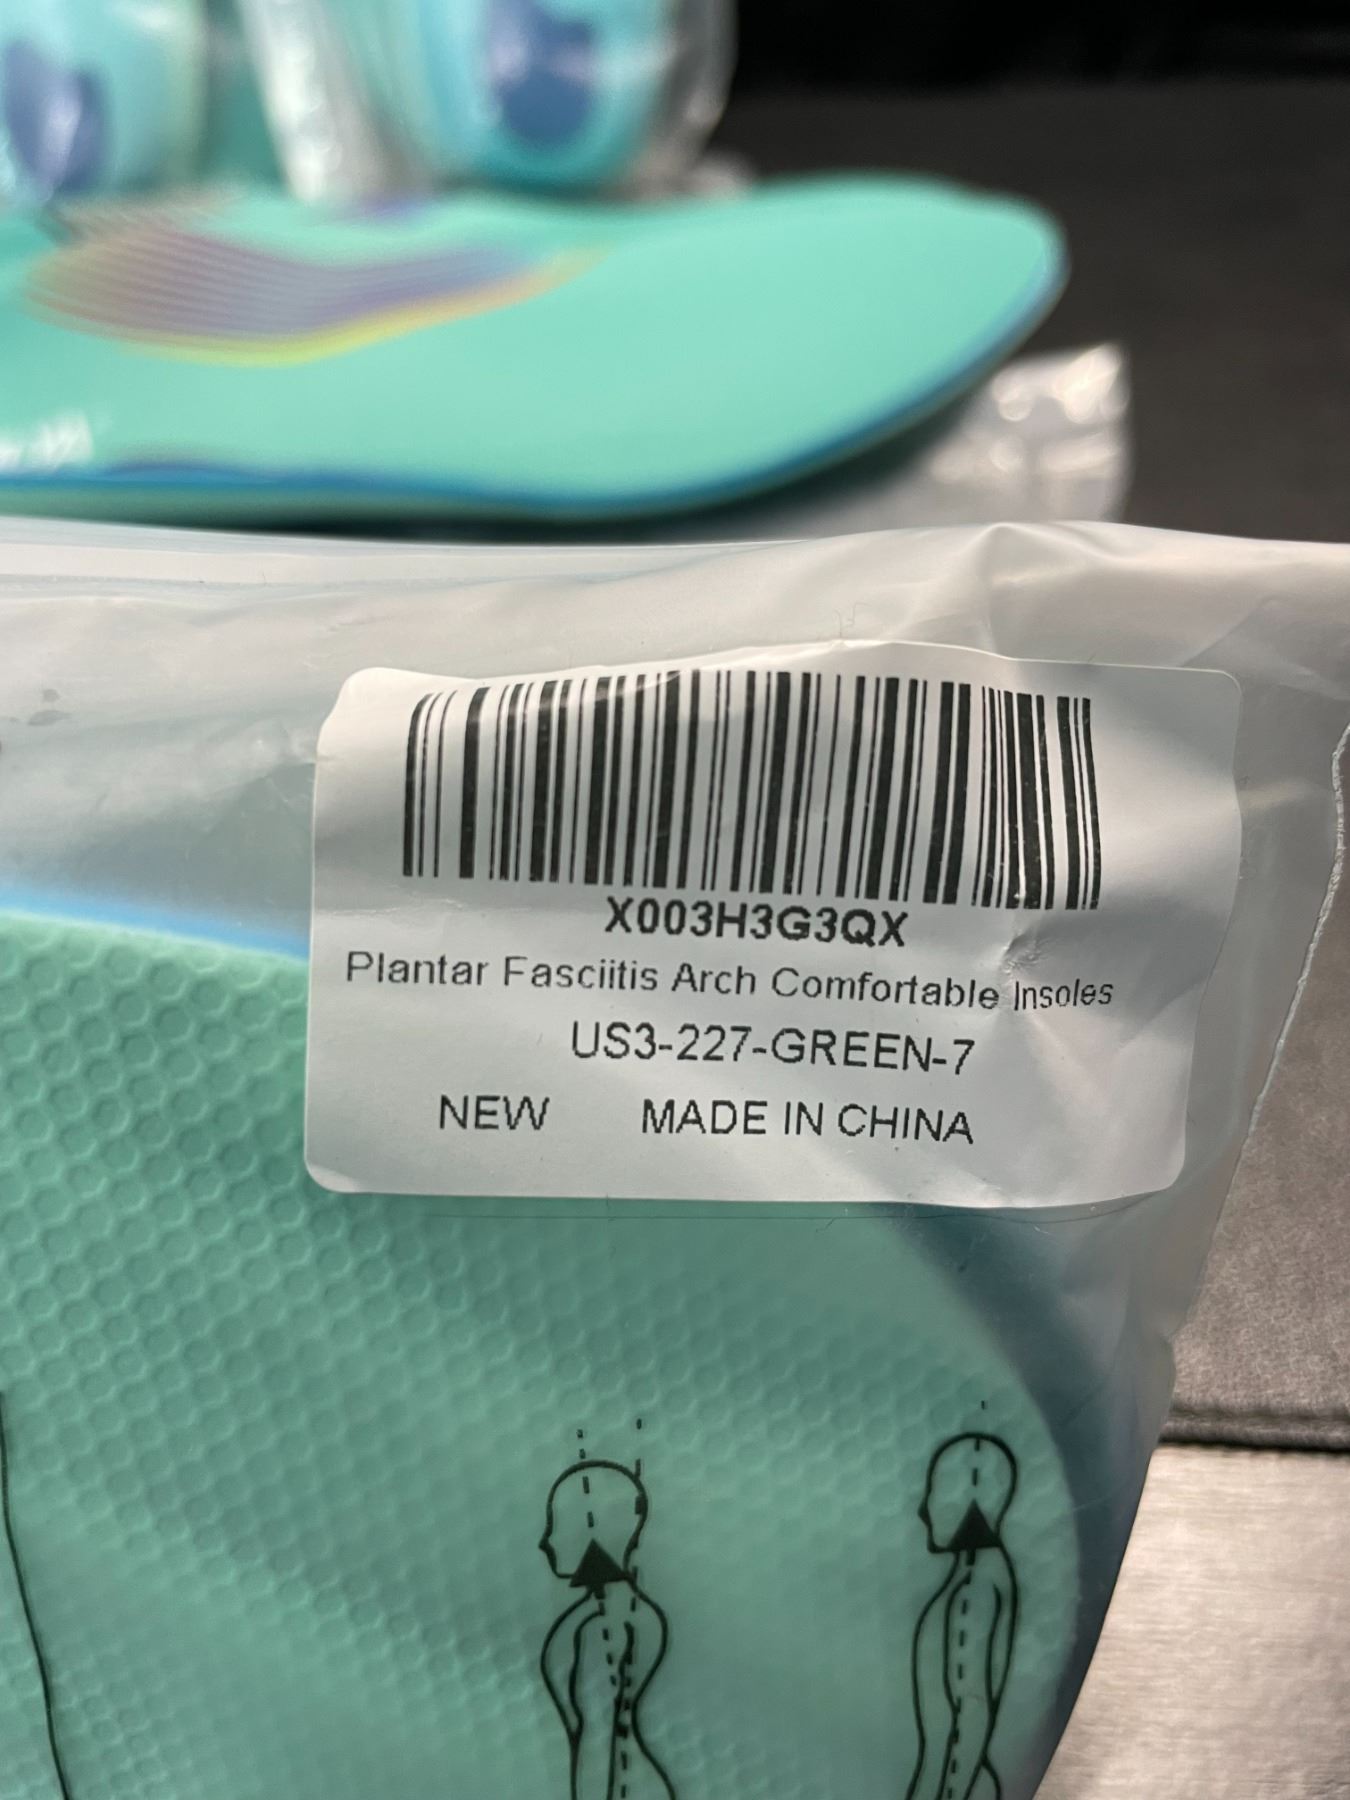 X003H3G3QX
Plantar Fasciitis Arch Comfortable Insoles
US3-227-GREEN-7
NEW MADE IN CHINA